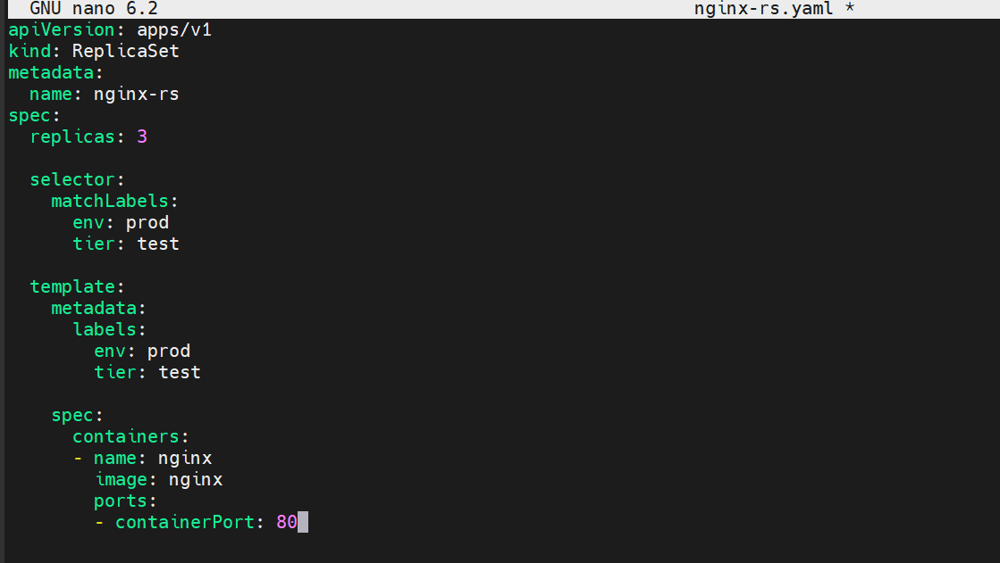 GNU nano 6.2 nginx-rs.yaml *
apiVersion: apps/v1
kind: ReplicaSet
metadata:
  name: nginx-rs
spec:
  replicas: 3

  selector:
    matchLabels:
      env: prod
      tier: test

  template:
    metadata:
      labels:
        env: prod
        tier: test

    spec:
      containers:
      - name: nginx
        image: nginx
        ports:
        - containerPort: 80